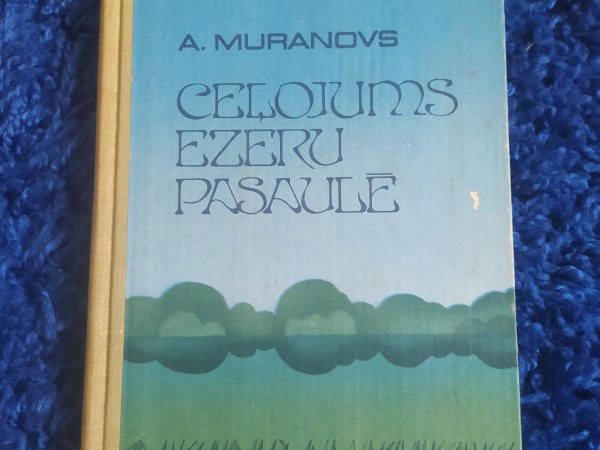 A. MURANOVS
CEĻOJUMS
EZERU
PASAULĒ